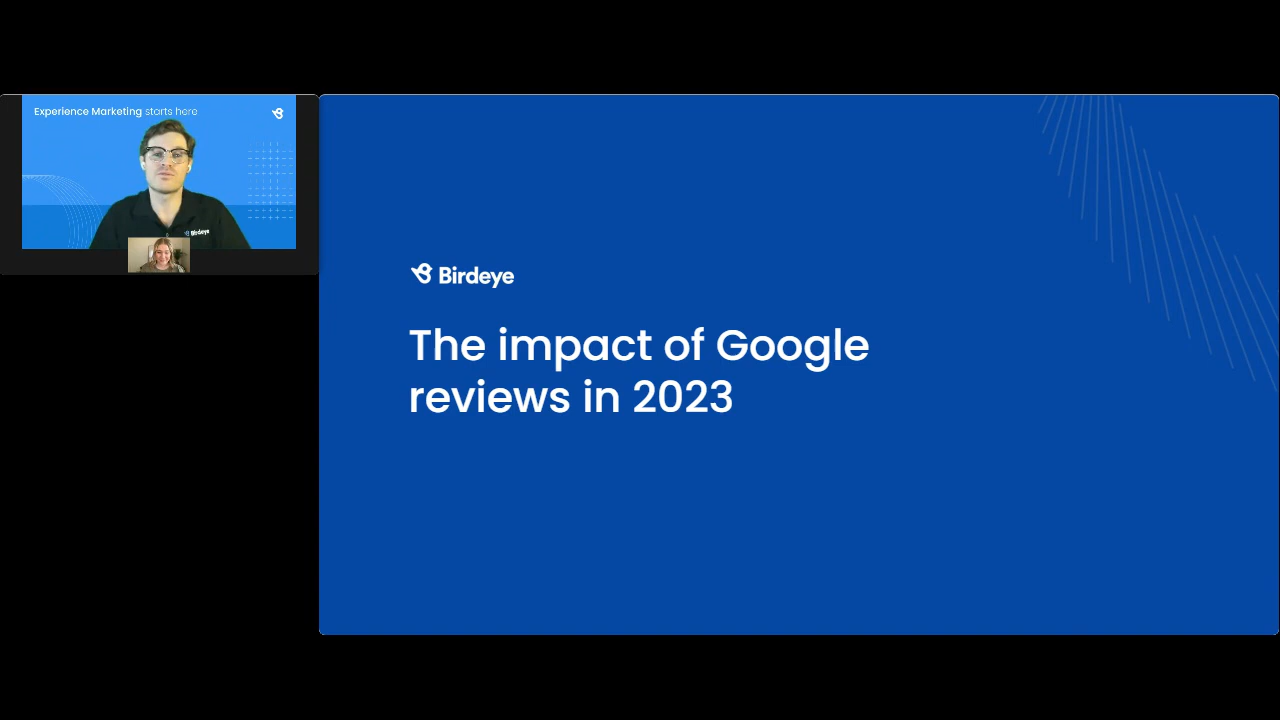 Experience Marketing starts here
Birdeye
Birdeye
The impact of Google
reviews in 2023